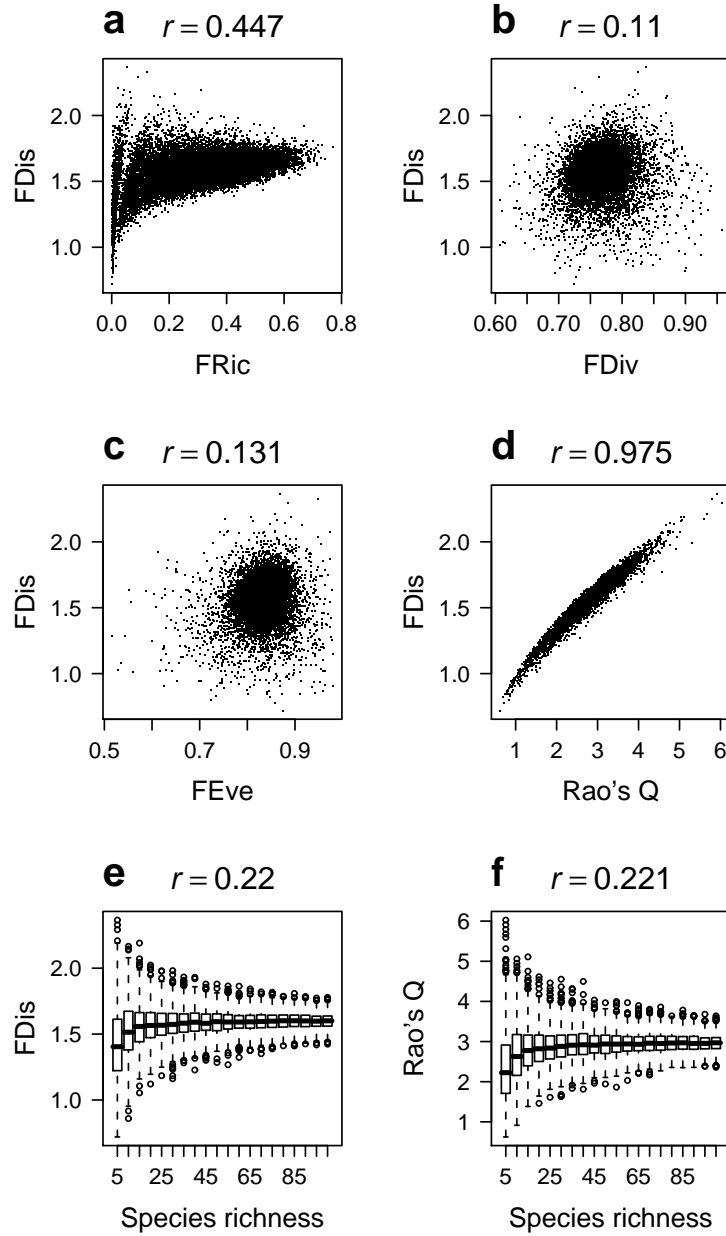 a r = 0.447
b r = 0.11
2.0
1.5
1.0
FDis
0.0 0.2 0.4 0.6 0.8
FRic
2.0
1.5
1.0
FDis
0.60 0.70 0.80 0.90
FDiv
c r = 0.131
d r = 0.975
2.0
1.5
1.0
FDis
0.5 0.7 0.9
FEve
2.0
1.5
1.0
FDis
1 2 3 4 5 6
Rao's Q
e r = 0.22
f r = 0.221
2.0
1.5
1.0
FDis
5 25 45 65 85
Species richness
6
5
4
3
2
1
Rao's Q
5 25 45 65 85
Species richness